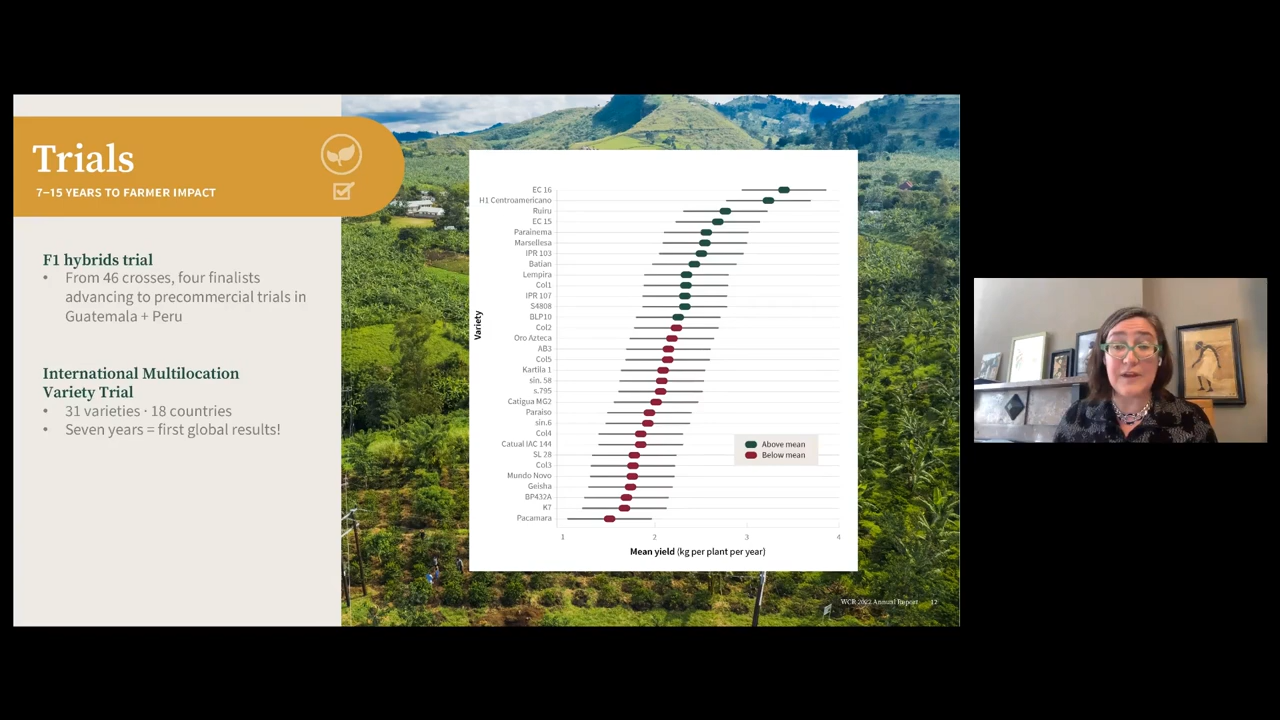 Trials
7–15 YEARS TO FARMER IMPACT
F1 hybrids trial
• From 46 crosses, four finalists
advancing to precommercial trials in
Guatemala + Peru
International Multilocation
Variety Trial
• 31 varieties · 18 countries
• Seven years = first global results!
Variety
EC 16
H1 Centroamericano
Ruiru
EC 15
Parainema
Marsellesa
IPR 103
Batian
Lempira
Col1
IPR 107
S4808
BLP10
Col2
Oro Azteca
AB3
Col5
Kartila 1
sin. 58
s.795
Catigua MG2
Paraiso
sin.6
Col4
Catual IAC 144
SL 28
Col3
Mundo Novo
Geisha
BP432A
K7
Pacamara
Above mean
Below mean
1 2 3 4
Mean yield (kg per plant per year)
WCR 2022 Annual Report 12